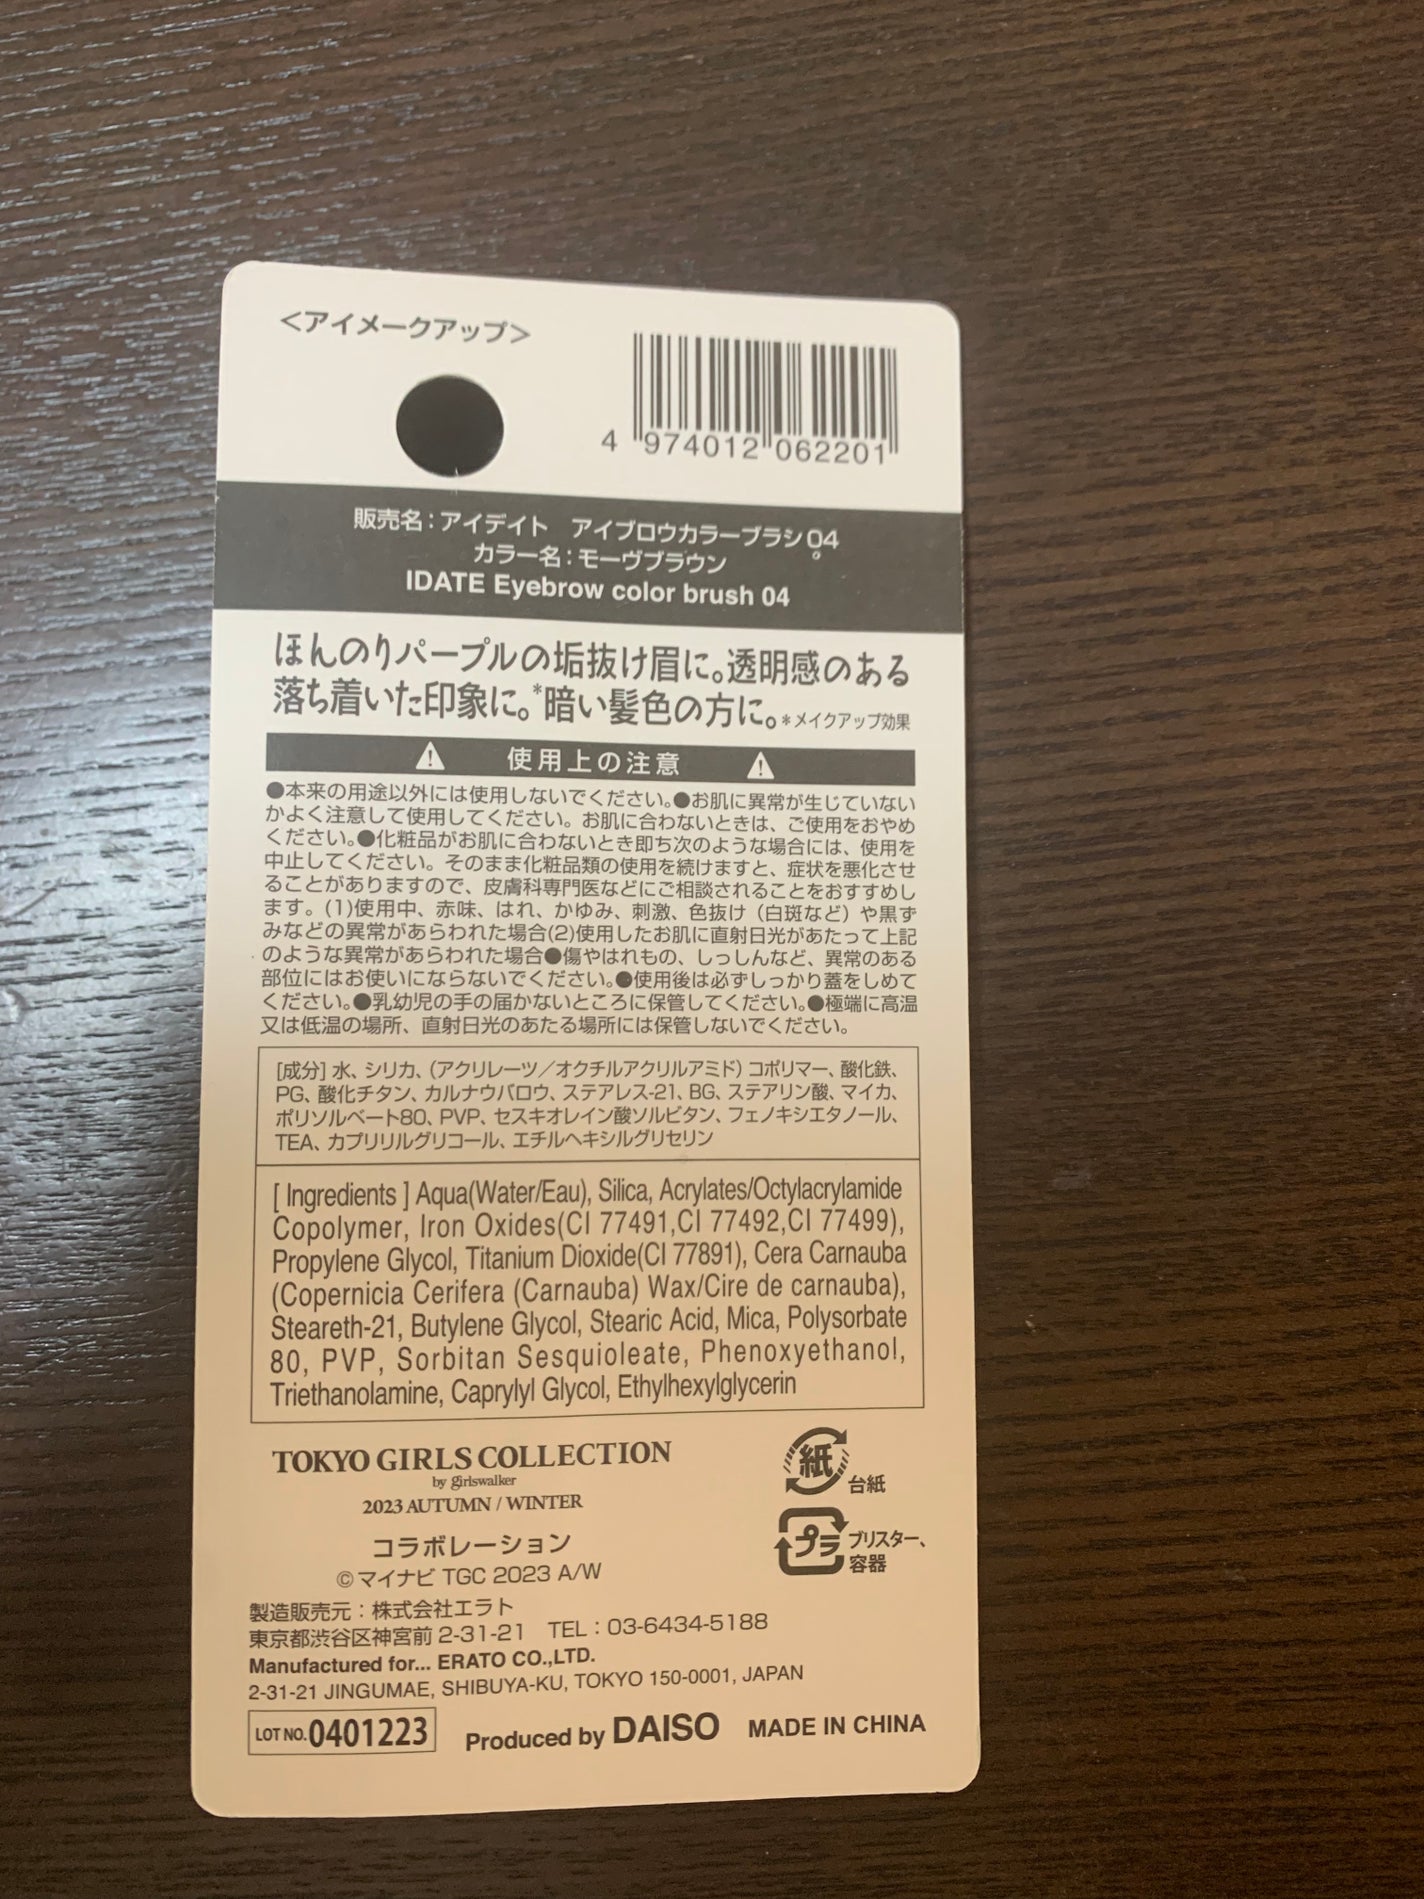 ＜アイメークアップ＞
4 974012 062201
販売名：アイデイト　アイブロウカラーブラシ04
カラー名：モーヴブラウン
IDATE Eyebrow color brush 04
ほんのりパープルの垢抜け眉に。透明感のある
落ち着いた印象に。*暗い髪色の方に。*メイクアップ効果
使用上の注意
●本来の用途以外には使用しないでください。●お肌に異常が生じていない
かよく注意して使用してください。お肌に合わないときは、ご使用をおやめ
ください。●化粧品がお肌に合わないとき即ち次のような場合には、使用を
中止してください。そのまま化粧品類の使用を続けますと、症状を悪化させ
ることがありますので、皮膚科専門医などにご相談されることをおすすめし
ます。(1)使用中、赤味、はれ、かゆみ、刺激、色抜け（白斑など）や黒ず
みなどの異常があらわれた場合(2)使用したお肌に直射日光があたって上記
のような異常があらわれた場合●傷やはれもの、しっしんなど、異常のある
部位にはお使いにならないでください。●使用後は必ずしっかり蓋をしめて
ください。●乳幼児の手の届かないところに保管してください。●極端に高温
又は低温の場所、直射日光のあたる場所には保管しないでください。
[成分] 水、シリカ、（アクリレーツ／オクチルアクリルアミド）コポリマー、酸化鉄、
PG、酸化チタン、カルナウバロウ、ステアレス-21、BG、ステアリン酸、マイカ、
ポリソルベート80、PVP、セスキオレイン酸ソルビタン、フェノキシエタノール、
TEA、カプリリルグリコール、エチルヘキシルグリセリン
[ Ingredients ] Aqua(Water/Eau), Silica, Acrylates/Octylacrylamide
Copolymer, Iron Oxides(CI 77491,CI 77492,CI 77499),
Propylene Glycol, Titanium Dioxide(CI 77891), Cera Carnauba
(Copernicia Cerifera (Carnauba) Wax/Cire de carnauba),
Steareth-21, Butylene Glycol, Stearic Acid, Mica, Polysorbate
80, PVP, Sorbitan Sesquioleate, Phenoxyethanol,
Triethanolamine, Caprylyl Glycol, Ethylhexylglycerin
TOKYO GIRLS COLLECTION
by girlswalker
2023 AUTUMN / WINTER
コラボレーション
©マイナビ TGC 2023 A/W
紙 台紙
プラ ブリスター、
容器
製造販売元：株式会社エラト
東京都渋谷区神宮前 2-31-21　TEL：03-6434-5188
Manufactured for... ERATO CO.,LTD.
2-31-21 JINGUMAE, SHIBUYA-KU, TOKYO 150-0001, JAPAN
LOT NO. 0401223 Produced by DAISO MADE IN CHINA